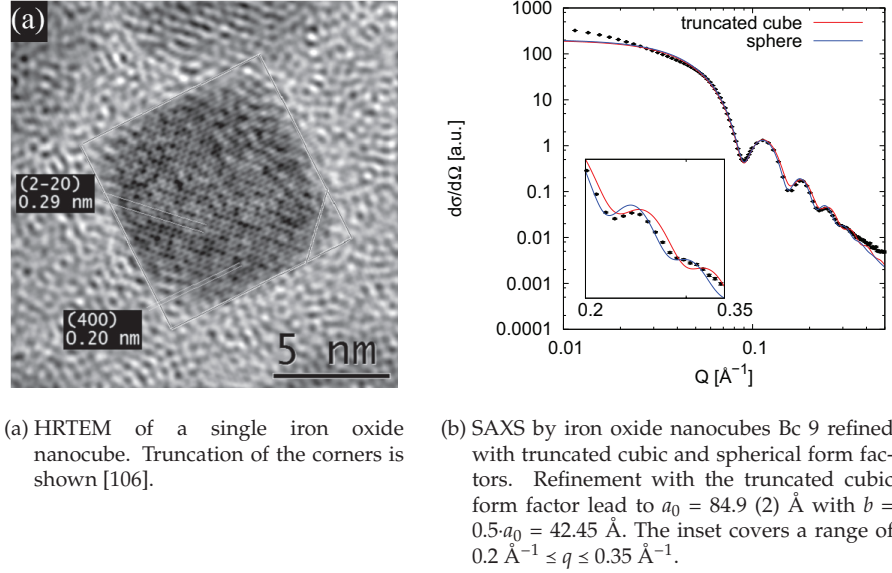 (a)
(2-20)
0.29 nm
(400)
0.20 nm
5 nm
(b)
truncated cube
sphere
1000
100
10
1
0.1
0.01
0.001
0.0001
dσ/dΩ [a.u.]
0.2
0.35
0.01
0.1
Q [Å⁻¹]
(a) HRTEM of a single iron oxide
nanocube. Truncation of the corners is
shown [106].
(b) SAXS by iron oxide nanocubes Bc 9 refined
with truncated cubic and spherical form fac-
tors. Refinement with the truncated cubic
form factor lead to a₀ = 84.9 (2) Å with b =
0.5·a₀ = 42.45 Å. The inset covers a range of
0.2 Å⁻¹ ≤ q ≤ 0.35 Å⁻¹.